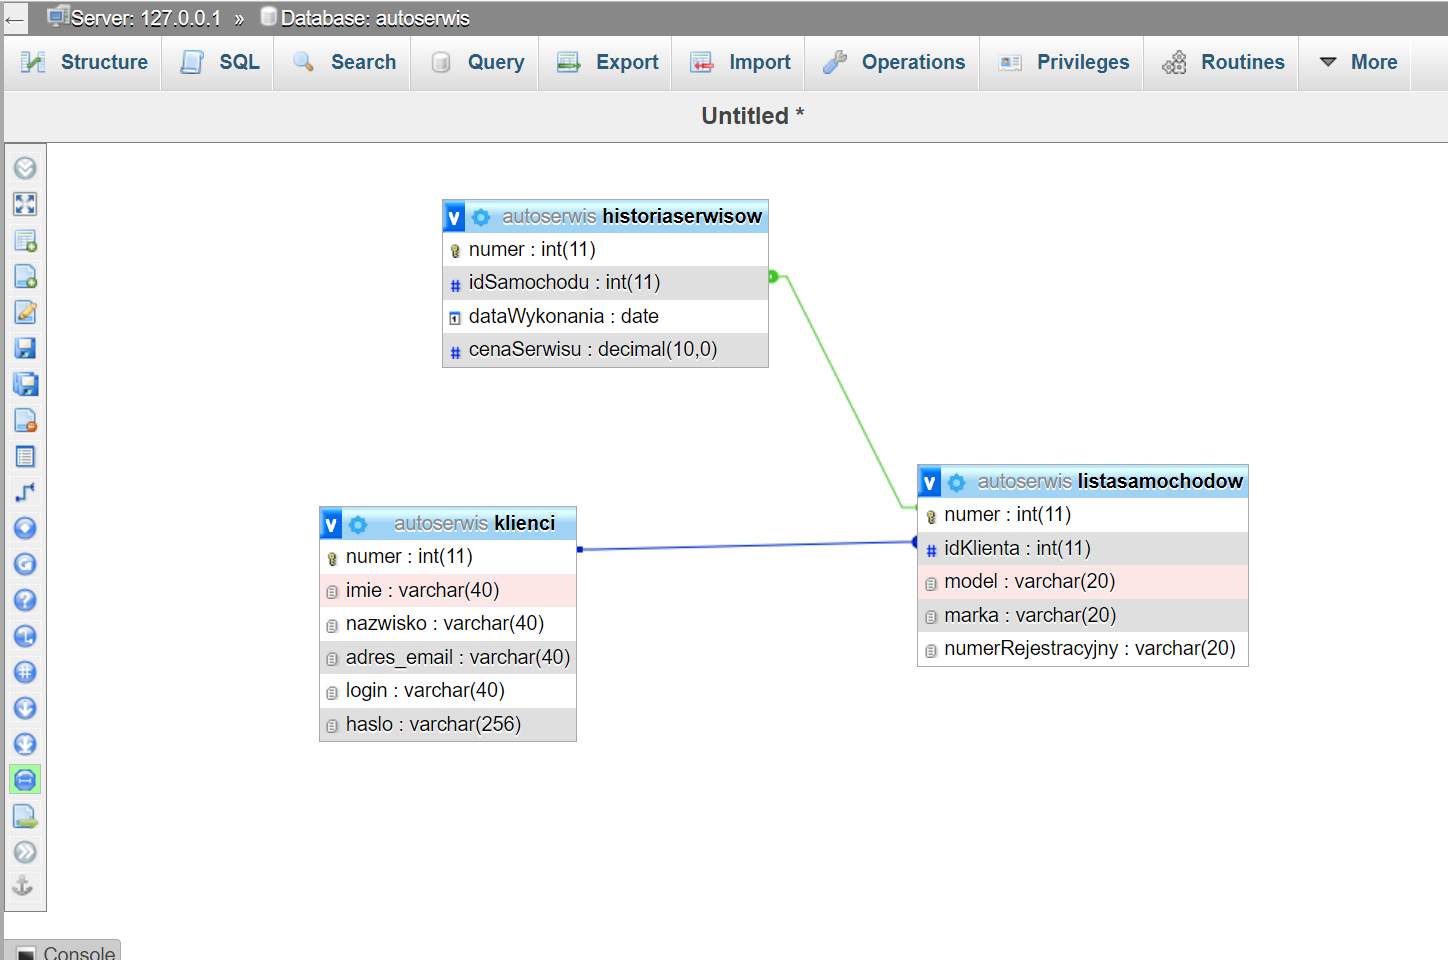 Server: 127.0.0.1 » Database: autoserwis
Structure SQL Search Query Export Import Operations Privileges Routines More
Untitled *
v autoserwis historiaserwisow
numer : int(11)
# idSamochodu : int(11)
dataWykonania : date
# cenaSerwisu : decimal(10,0)
v autoserwis klienci
numer : int(11)
imie : varchar(40)
nazwisko : varchar(40)
adres_email : varchar(40)
login : varchar(40)
haslo : varchar(256)
v autoserwis listasamochodow
numer : int(11)
# idKlienta : int(11)
model : varchar(20)
marka : varchar(20)
numerRejestracyjny : varchar(20)
Console